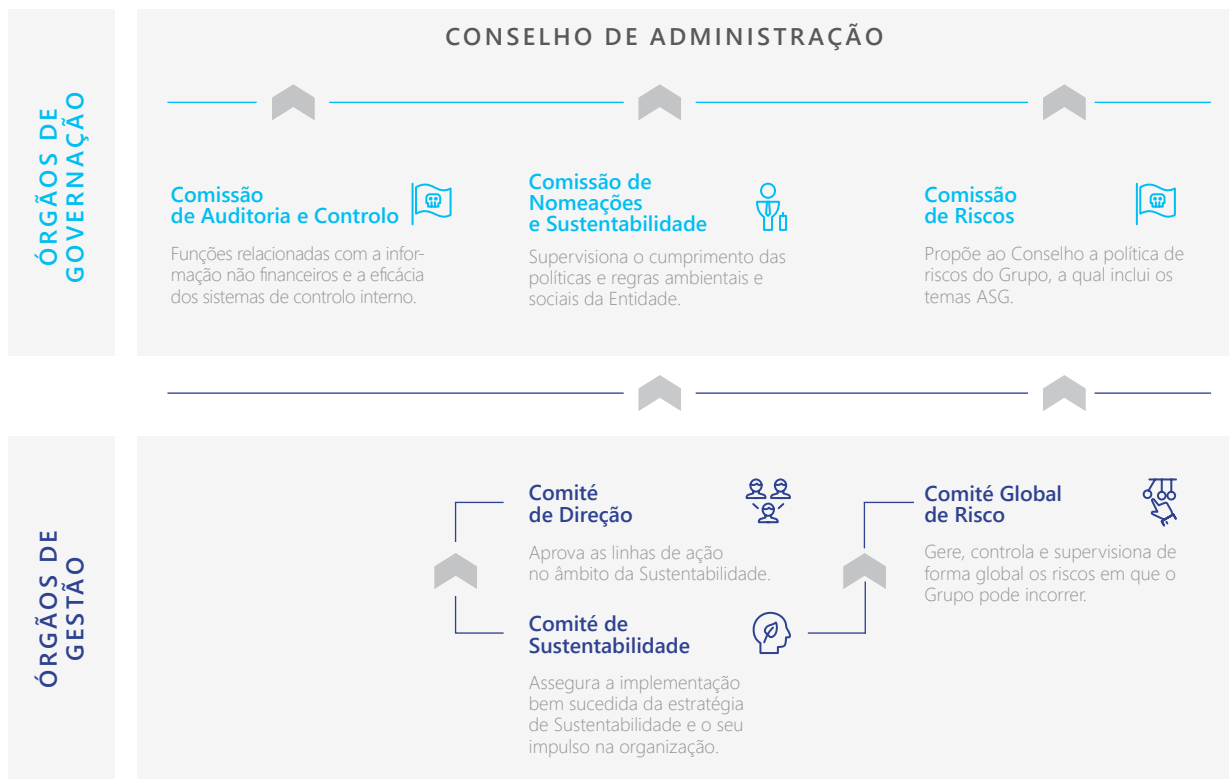 CONSELHO DE ADMINISTRAÇÃO
ÓRGÃOS DE
GOVERNAÇÃO
Comissão
de Auditoria e Controlo
Funções relacionadas com a infor-
mação não financeiros e a eficácia
dos sistemas de controlo interno.
Comissão de
Nomeações
e Sustentabilidade
Supervisiona o cumprimento das
políticas e regras ambientais e
sociais da Entidade.
Comissão
de Riscos
Propõe ao Conselho a política de
riscos do Grupo, a qual inclui os
temas ASG.
ÓRGÃOS DE
GESTÃO
Comité
de Direção
Aprova as linhas de ação
no âmbito da Sustentabilidade.
Comité de
Sustentabilidade
Assegura a implementação
bem sucedida da estratégia
de Sustentabilidade e o seu
impulso na organização.
Comité Global
de Risco
Gere, controla e supervisiona de
forma global os riscos em que o
Grupo pode incorrer.